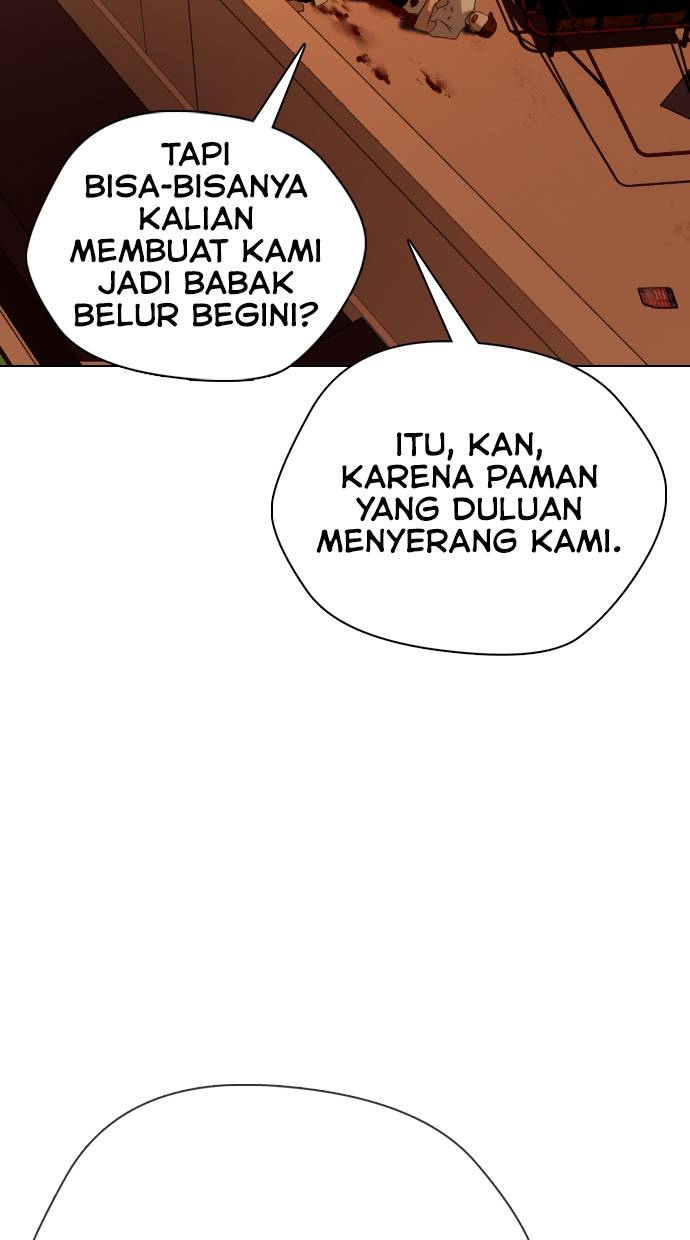 TAPI
BISA-BISANYA
KALIAN
MEMBUAT KAMI
JADI BABAK
BELUR BEGINI?
ITU, KAN,
KARENA PAMAN
YANG DULUAN
MENYERANG KAMI.